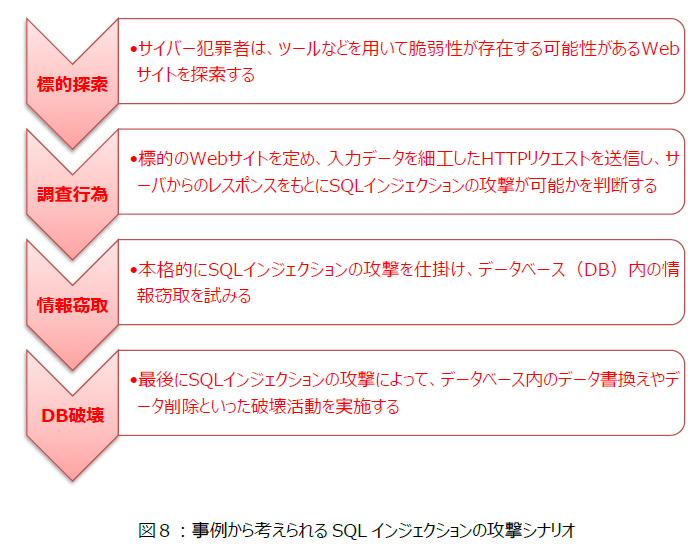 標的探索
•サイバー犯罪者は、ツールなどを用いて脆弱性が存在する可能性があるWeb
サイトを探索する
調査行為
•標的のWebサイトを定め、入力データを細工したHTTPリクエストを送信し、サ
ーバからのレスポンスをもとにSQLインジェクションの攻撃が可能かを判断する
情報窃取
•本格的にSQLインジェクションの攻撃を仕掛け、データベース（DB）内の情
報窃取を試みる
DB破壊
•最後にSQLインジェクションの攻撃によって、データベース内のデータ書換えやデ
ータ削除といった破壊活動を実施する
図８：事例から考えられる SQL インジェクションの攻撃シナリオ